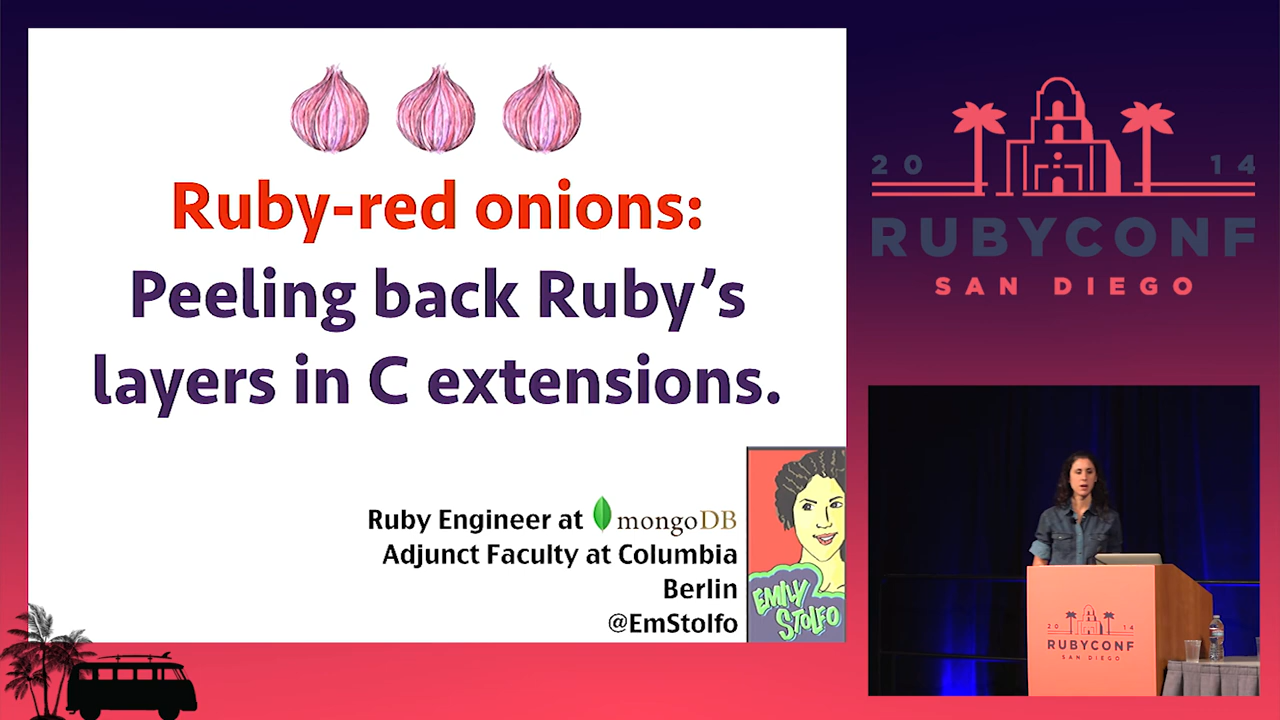 Ruby-red onions:
Peeling back Ruby’s
layers in C extensions.
Ruby Engineer at mongoDB
Adjunct Faculty at Columbia
Berlin
@EmStolfo
EMILY
STOLFO
20 14
RUBYCONF
SAN DIEGO
20 14
RUBYCONF
SAN DIEGO